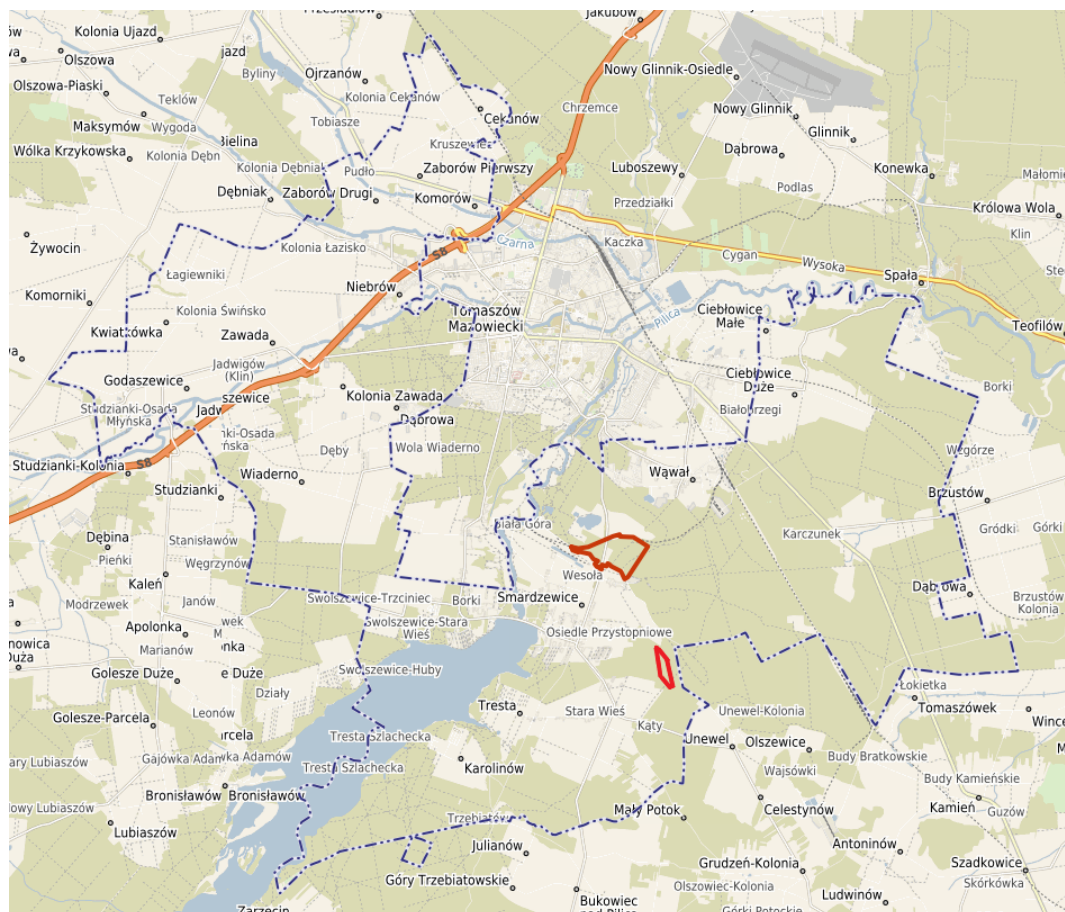 Jakubów
Kolonia Ujazd
Olszowa
Byliny
Ojrzanów
Nowy Glinnik-Osiedle
Olszowa-Piaski
Teklów
Kolonia Cekanów
Chrzemce
Maksymów
Wygoda
Tobiasze
Cekanów
Nowy Glinnik
Glinnik
Wólka Krzykowska
Kolonia Dębn
Kruszewiec
Dąbrowa
Kolonia Dębnia
Pudło
Zaborów Pierwszy
Luboszewy
Konewka
Dębniak
Zaborów Drugi
Komorów
Przedziałki
Podlas
Królowa Wola
Klin
Żywocin
Kolonia Łazisko
S8
Czarna
Kaczka
Cygan
Wysoka
Łagiewniki
Spała
Komorniki
Niebrów
Kolonia Świńsko
Tomaszów
Mazowiecki
Pilica
Ciebłowice
Małe
Teofilów
Kwiatkówka
Zawada
Jadwigów
(Klin)
Godaszewice
Kolonia Zawada
Ciebłowice
Duże
Borki
Studzianki-Osada
Młyńska
Dąbrowa
Białobrzegi
Wola Wiaderno
Dęby
Studzianki-Kolonia
S8
Wiaderno
Wąwał
Węgórze
Studzianki
Brzustów
Dębina
Pieńki
Stanisławów
Biała Góra
Karczunek
Gródki
Górki
Węgrzynów
Kaleń
Wesoła
Dąbrowa
Modrzewek
Janów
Swolszewice-Trzciniec
Borki
Smardzewice
Brzustów
Kolonia
Apolonka
Swolszewice-Stara
Wieś
Osiedle Przystopniowe
Marianów
Golesze Duże
Swolszewice-Huby
Działy
Łokietka
Leonów
Tresta
Stara Wieś
Unewel-Kolonia
Tomaszówek
Golesze-Parcela
Kąty
Tresta Szlachecka
Unewel
Olszewice
Budy Bratkowskie
Gajówka Adamów
Tresta Szlachecka
Karolinów
Wajsówki
Budy Kamieńskie
Bronisławów
Bronisławów
Celestynów
Kamień
Guzów
Mały Potok
Lubiaszów
Trzebiatów
Julianów
Antoninów
Grudzeń-Kolonia
Szadkowice
Góry Trzebiatowskie
Olszowiec-Kolonia
Skórkówka
Bukowiec
Ludwinów
Zarzęcin
Górki Potockie